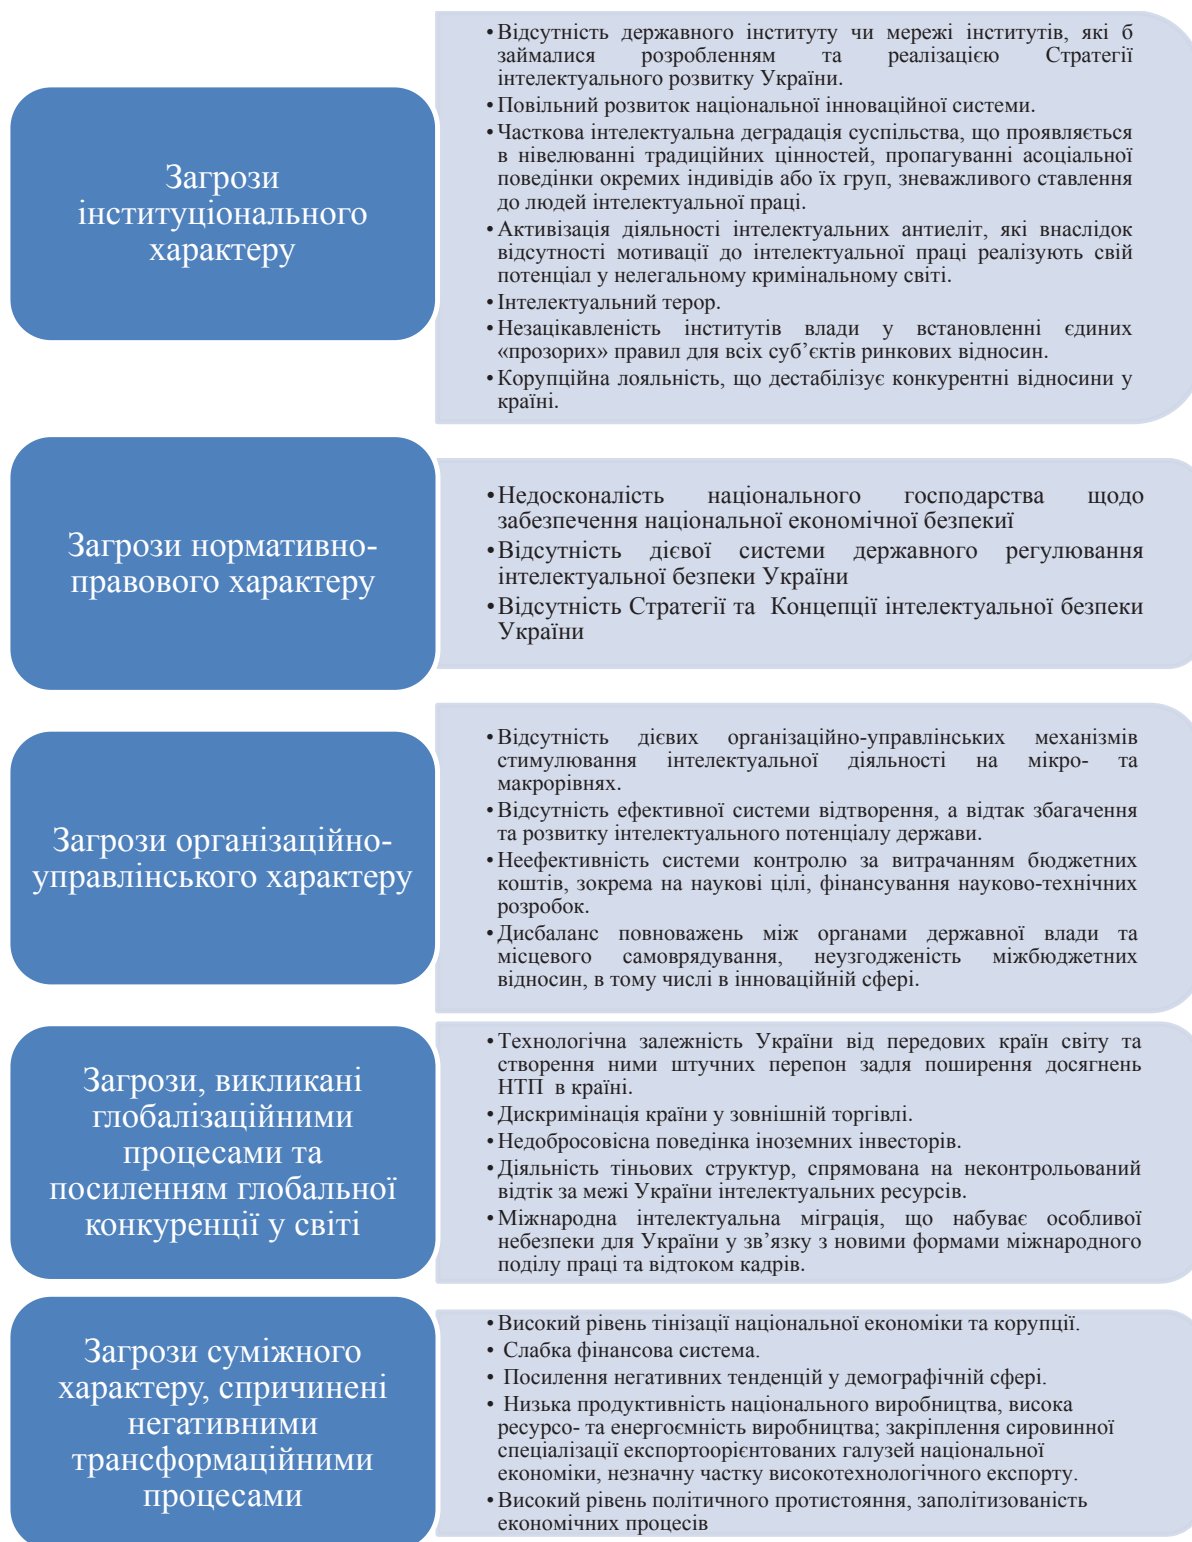 Загрози
інституціонального
характеру
• Відсутність державного інституту чи мережі інститутів, які б
займалися розробленням та реалізацією Стратегії
інтелектуального розвитку України.
• Повільний розвиток національної інноваційної системи.
• Часткова інтелектуальна деградація суспільства, що проявляється
в нівелюванні традиційних цінностей, пропагуванні асоціальної
поведінки окремих індивідів або їх груп, зневажливого ставлення
до людей інтелектуальної праці.
• Активізація діяльності інтелектуальних антиеліт, які внаслідок
відсутності мотивації до інтелектуальної праці реалізують свій
потенціал у нелегальному кримінальному світі.
• Інтелектуальний терор.
• Незацікавленість інститутів влади у встановленні єдиних
«прозорих» правил для всіх суб’єктів ринкових відносин.
• Корупційна лояльність, що дестабілізує конкурентні відносини у
країні.
Загрози нормативно-
правового характеру
• Недосконалість національного господарства щодо
забезпечення національної економічної безпекиї
• Відсутність дієвої системи державного регулювання
інтелектуальної безпеки України
• Відсутність Стратегії та Концепції інтелектуальної безпеки
України
Загрози організаційно-
управлінського характеру
• Відсутність дієвих організаційно-управлінських механізмів
стимулювання інтелектуальної діяльності на мікро- та
макрорівнях.
• Відсутність ефективної системи відтворення, а відтак збагачення
та розвитку інтелектуального потенціалу держави.
• Неефективність системи контролю за витрачанням бюджетних
коштів, зокрема на наукові цілі, фінансування науково-технічних
розробок.
• Дисбаланс повноважень між органами державної влади та
місцевого самоврядування, неузгодженість міжбюджетних
відносин, в тому числі в інноваційній сфері.
Загрози, викликані
глобалізаційними
процесами та
посиленням глобальної
конкуренції у світі
• Технологічна залежність України від передових країн світу та
створення ними штучних перепон задля поширення досягнень
НТП в країні.
• Дискримінація країни у зовнішній торгівлі.
• Недобросовісна поведінка іноземних інвесторів.
• Діяльність тіньових структур, спрямована на неконтрольований
відтік за межі України інтелектуальних ресурсів.
• Міжнародна інтелектуальна міграція, що набуває особливої
небезпеки для України у зв’язку з новими формами міжнародного
поділу праці та відтоком кадрів.
Загрози суміжного
характеру, спричинені
негативними
трансформаційними
процесами
• Високий рівень тінізації національної економіки та корупції.
• Слабка фінансова система.
• Посилення негативних тенденцій у демографічній сфері.
• Низька продуктивність національного виробництва, висока
ресурсо- та енергоємність виробництва; закріплення сировинної
спеціалізації експортоорієнтованих галузей національної
економіки, незначну частку високотехнологічного експорту.
• Високий рівень політичного протистояння, заполітизованість
економічних процесів